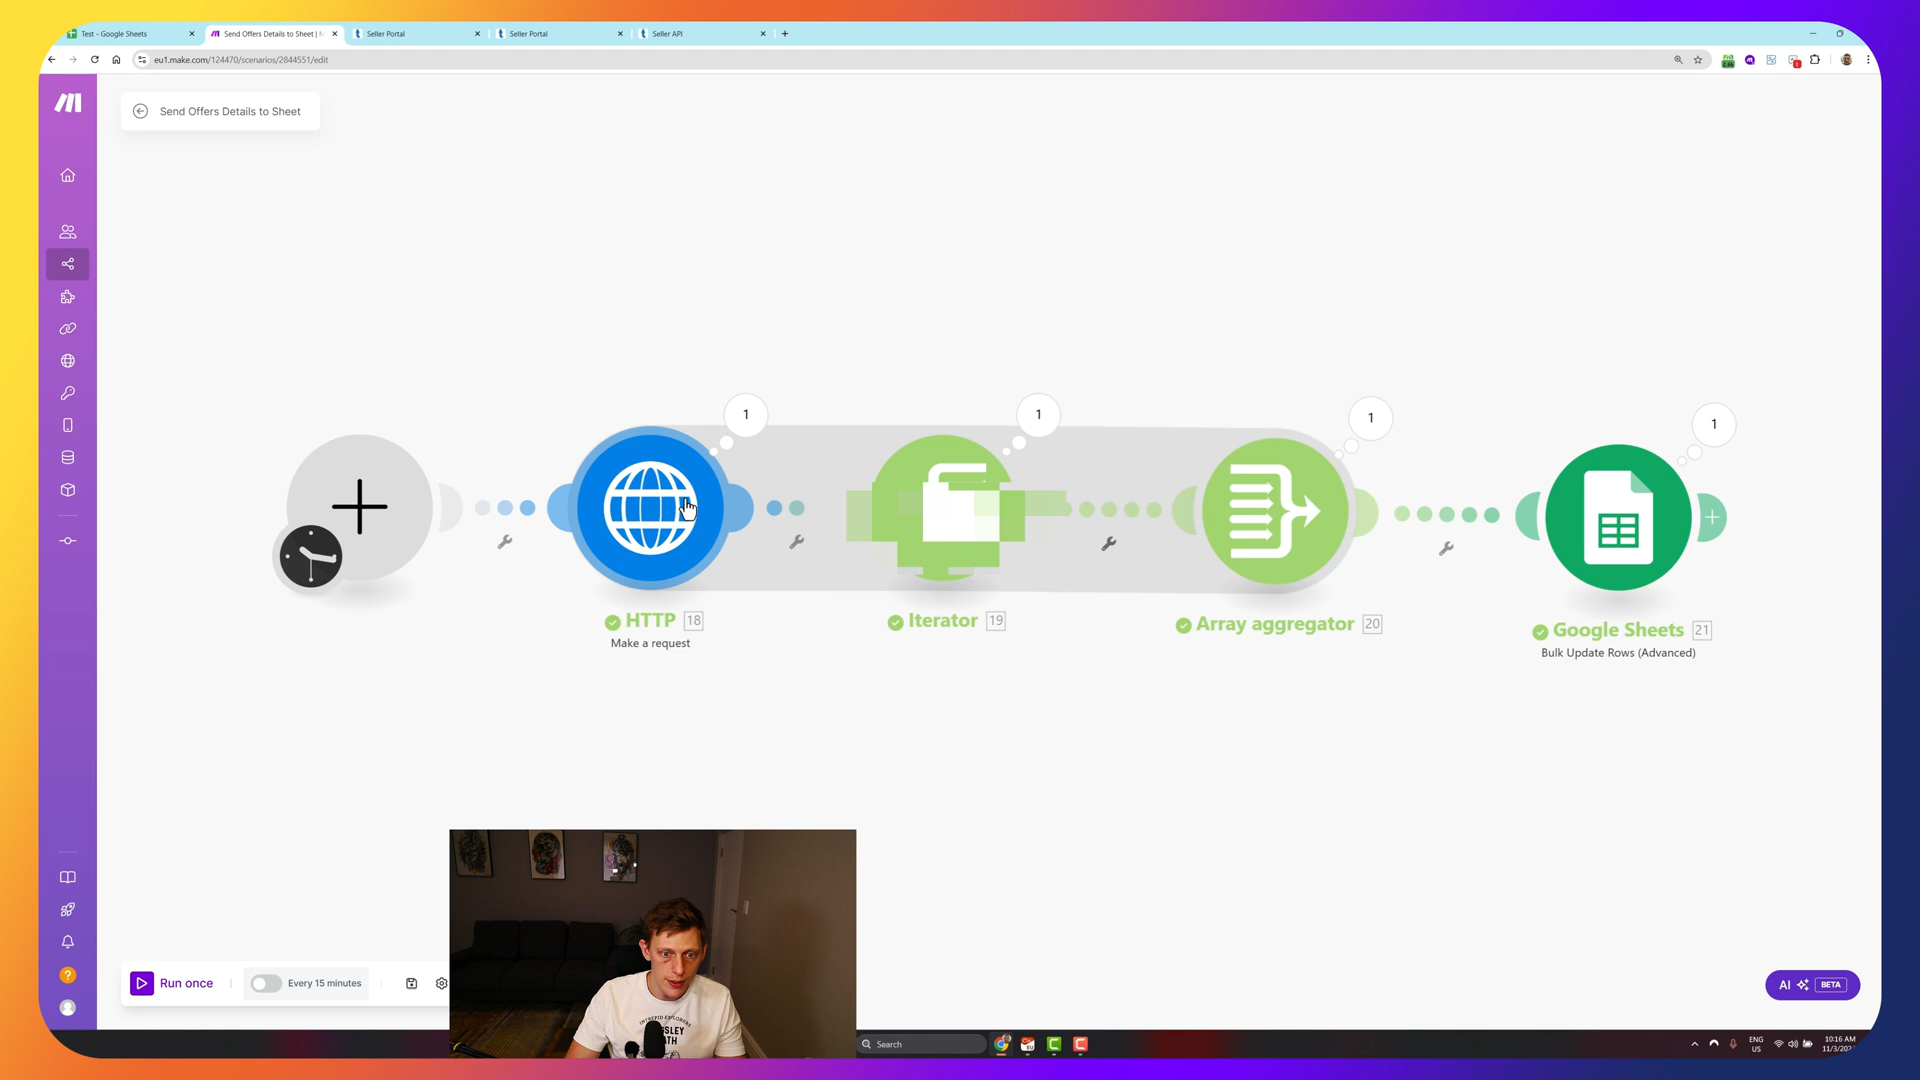 Test - Google Sheets
Send Offers Details to Sheet | M
Seller Portal
Seller Portal
Seller API
eu1.make.com/124470/scenarios/2844551/edit
Send Offers Details to Sheet
1
1
1
1
HTTP 18
Make a request
Iterator 19
Array aggregator 20
Google Sheets 21
Bulk Update Rows (Advanced)
Run once
Every 15 minutes
AI BETA
INTREPID EXPLORERS
Search
ENG
US
10:16 AM